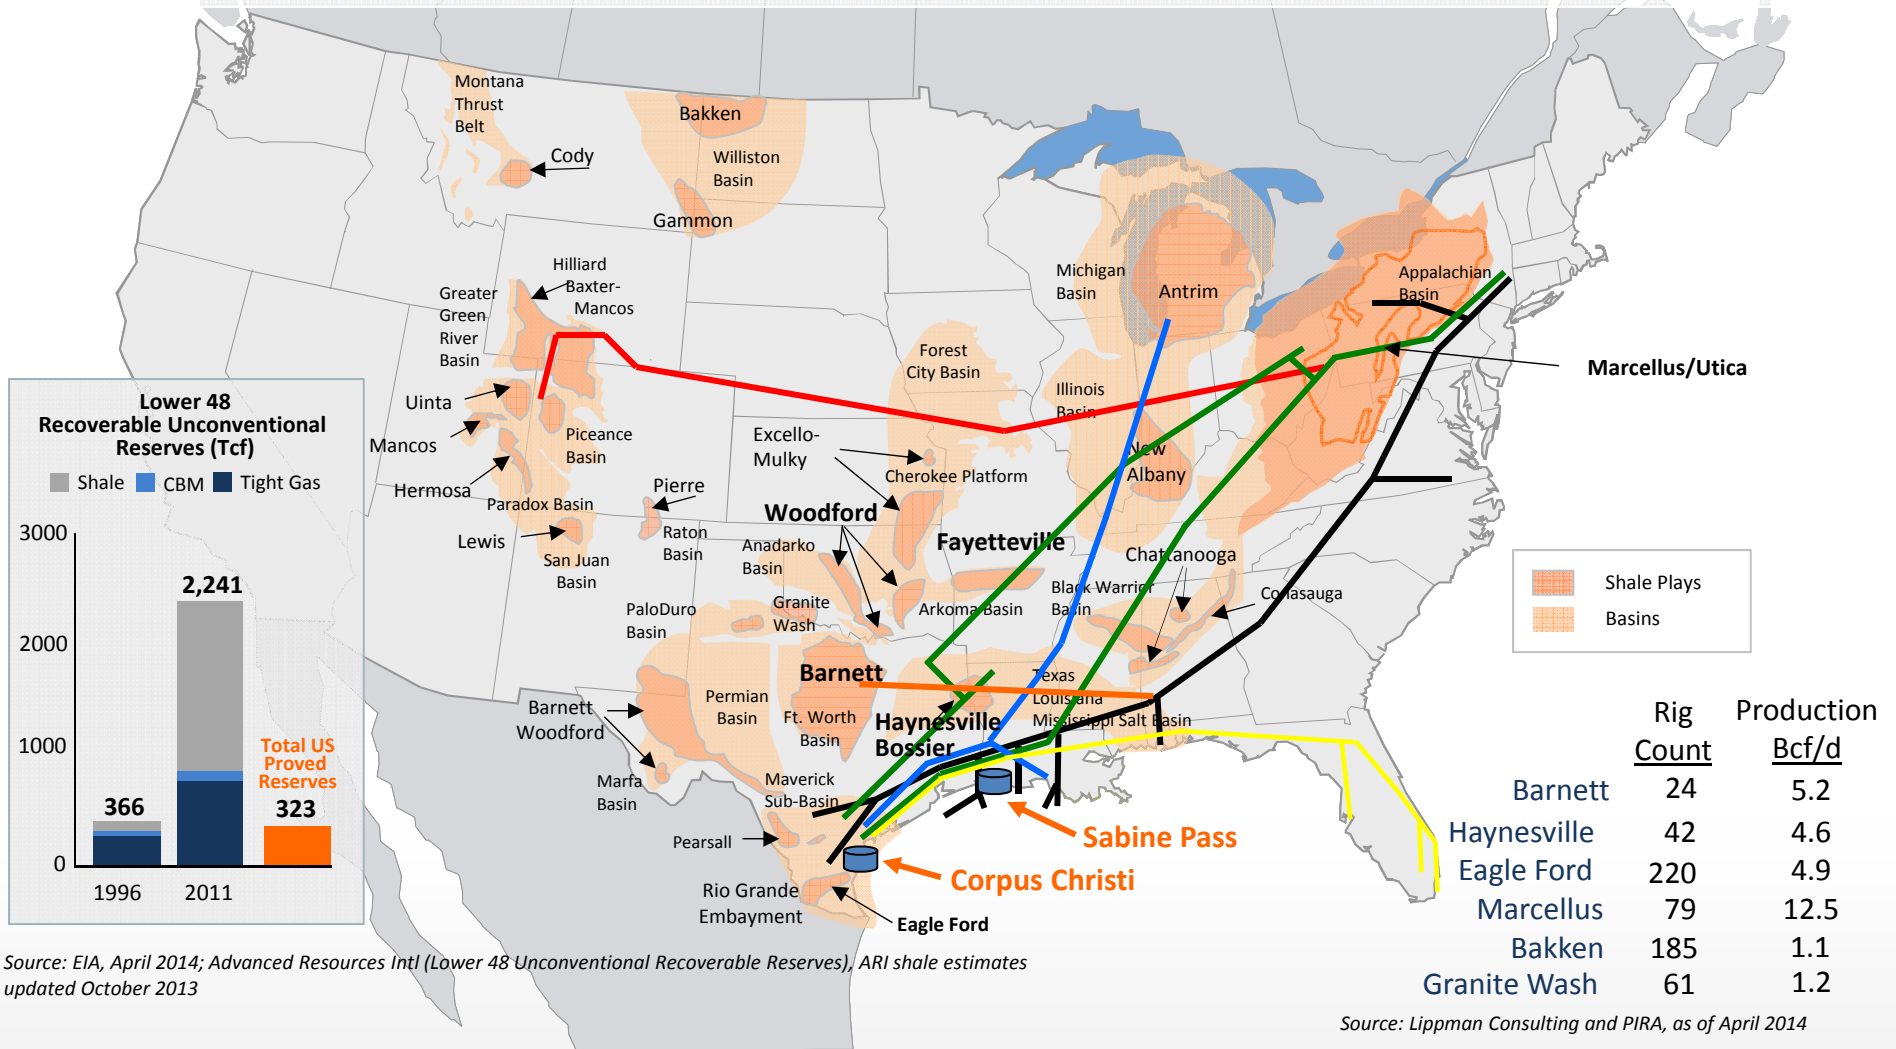 Montana
Thrust
Belt
Cody
Bakken
Williston
Basin
Gammon
Hilliard
Baxter-
Mancos
Greater
Green
River
Basin
Uinta
Mancos
Hermosa
Piceance
Basin
Paradox Basin
Lewis
San Juan
Basin
Pierre
Raton
Basin
Michigan
Basin
Antrim
Appalachian
Basin
Marcellus/Utica
Forest
City Basin
Illinois
Basin
New
Albany
Excello-
Mulky
Cherokee Platform
Woodford
Fayetteville
Anadarko
Basin
Granite
Wash
Arkoma Basin
Black Warrior
Basin
Chattanooga
Conasauga
PaloDuro
Basin
Barnett
Permian
Basin
Ft. Worth
Basin
Barnett
Woodford
Marfa
Basin
Haynesville
Bossier
Texas
Louisiana
Mississippi Salt Basin
Maverick
Sub-Basin
Pearsall
Rio Grande
Embayment
Eagle Ford
Sabine Pass
Corpus Christi
Lower 48
Recoverable Unconventional
Reserves (Tcf)
Shale CBM Tight Gas
3000
2000
1000
0
366
2,241
Total US
Proved
Reserves
323
1996 2011
Shale Plays
Basins
Rig Production
Count Bcf/d
Barnett 24 5.2
Haynesville 42 4.6
Eagle Ford 220 4.9
Marcellus 79 12.5
Bakken 185 1.1
Granite Wash 61 1.2
Source: EIA, April 2014; Advanced Resources Intl (Lower 48 Unconventional Recoverable Reserves), ARI shale estimates
updated October 2013
Source: Lippman Consulting and PIRA, as of April 2014